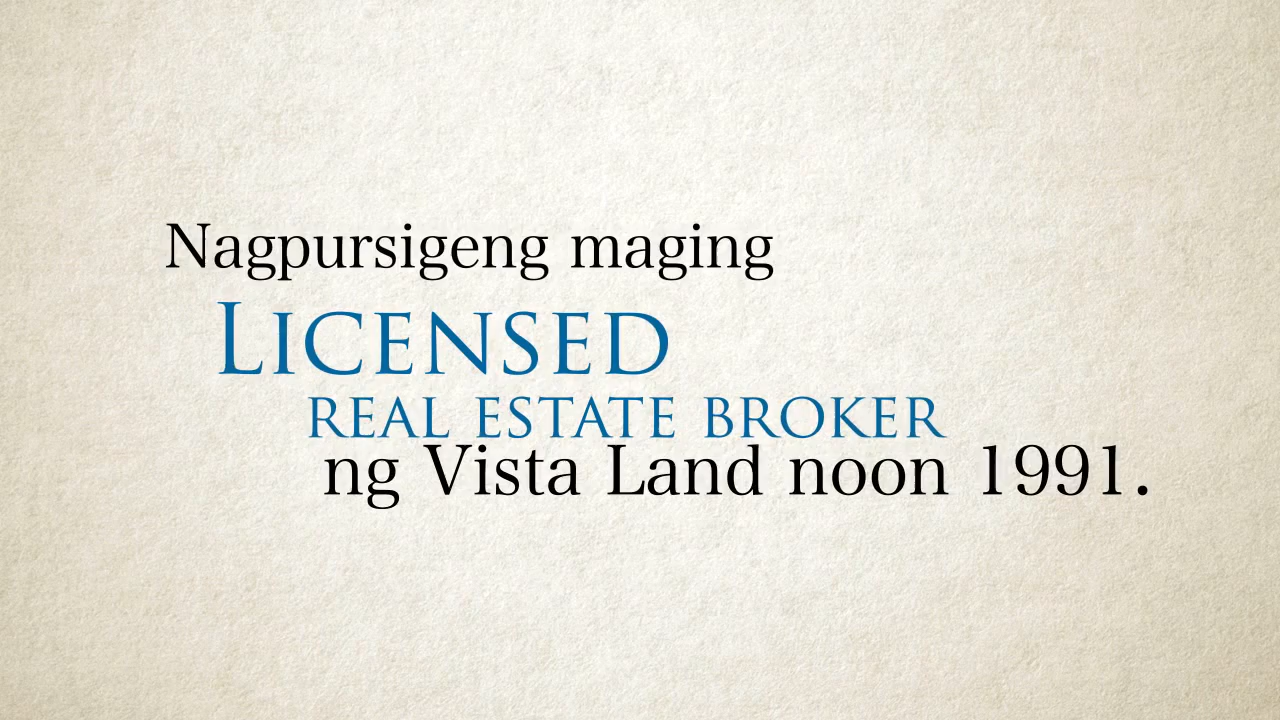 Nagpursigeng maging
LICENSED
REAL ESTATE BROKER
ng Vista Land noon 1991.